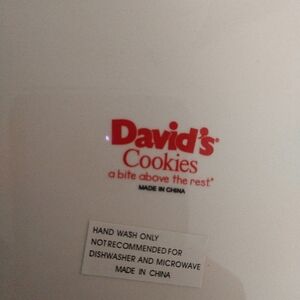 David's®
Cookies
a bite above the rest®
MADE IN CHINA
HAND WASH ONLY
NOT RECOMMENDED FOR
DISHWASHER AND MICROWAVE
MADE IN CHINA